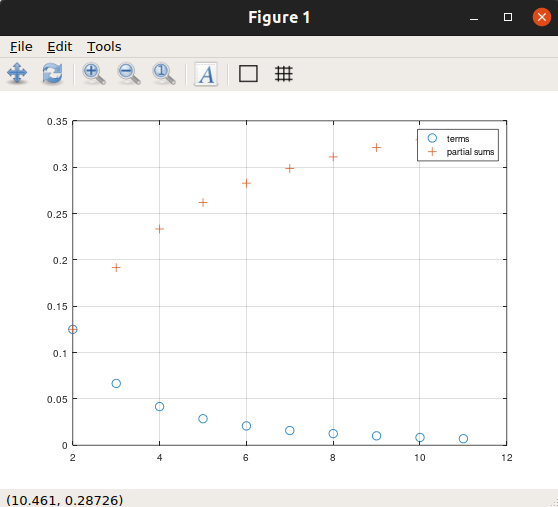 Figure 1
File Edit Tools
A
0.35
0.3
0.25
0.2
0.15
0.1
0.05
0
2 4 6 8 10 12
terms
partial sums
(10.461, 0.28726)